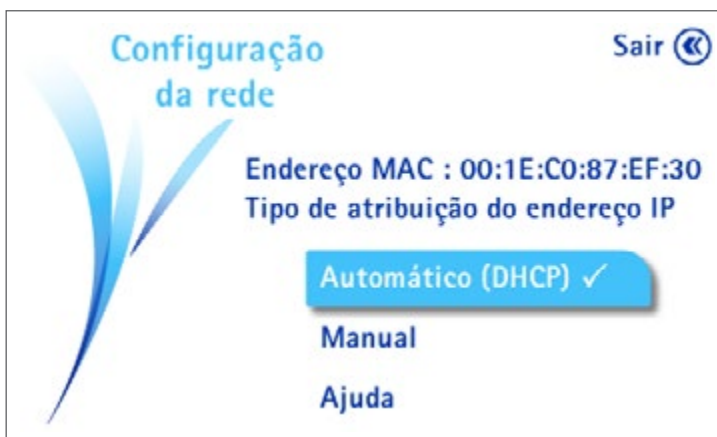 Configuração
da rede
Sair
Endereço MAC : 00:1E:C0:87:EF:30
Tipo de atribuição do endereço IP
Automático (DHCP) ✓
Manual
Ajuda